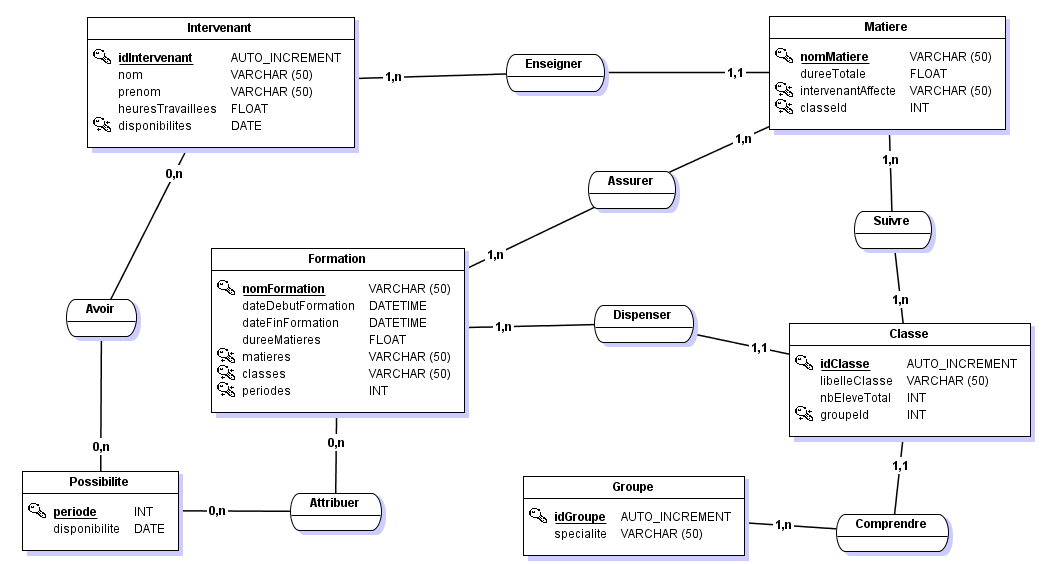 Intervenant
idIntervenant AUTO_INCREMENT
nom VARCHAR (50)
prenom VARCHAR (50)
heuresTravaillees FLOAT
disponibilites DATE
1,n
Enseigner
1,1
Matiere
nomMatiere VARCHAR (50)
dureeTotale FLOAT
intervenantAffecte VARCHAR (50)
classeId INT
0,n
1,n
1,n
Assurer
Suivre
1,n
1,n
Formation
nomFormation VARCHAR (50)
dateDebutFormation DATETIME
dateFinFormation DATETIME
dureeMatieres FLOAT
matieres VARCHAR (50)
classes VARCHAR (50)
periodes INT
Avoir
1,n
Dispenser
1,1
Classe
idClasse AUTO_INCREMENT
libelleClasse VARCHAR (50)
nbEleveTotal INT
groupeId INT
0,n
0,n
1,1
Possibilite
periode INT
disponibilite DATE
0,n
Attribuer
Groupe
idGroupe AUTO_INCREMENT
specialite VARCHAR (50)
1,n
Comprendre